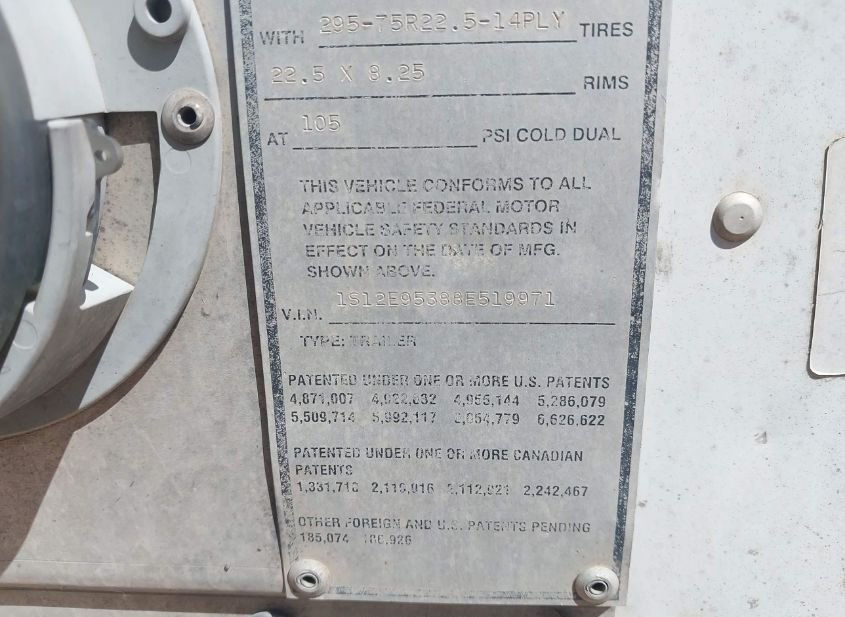 WITH 295-75R22.5-14PLY TIRES
22.5 X 8.25 RIMS
AT 105 PSI COLD DUAL
THIS VEHICLE CONFORMS TO ALL
APPLICABLE FEDERAL MOTOR
VEHICLE SAFETY STANDARDS IN
EFFECT ON THE DATE OF MFG.
SHOWN ABOVE.
V.I.N. 1S12E95388E519971
TYPE: TRAILER
PATENTED UNDER ONE OR MORE U.S. PATENTS
4,871,007 4,955,144 5,286,079
5,509,714 5,992,117 6,626,622
PATENTED UNDER ONE OR MORE CANADIAN
PATENTS
2,242,467
OTHER FOREIGN AND U.S. PATENTS PENDING
185,074 186,926